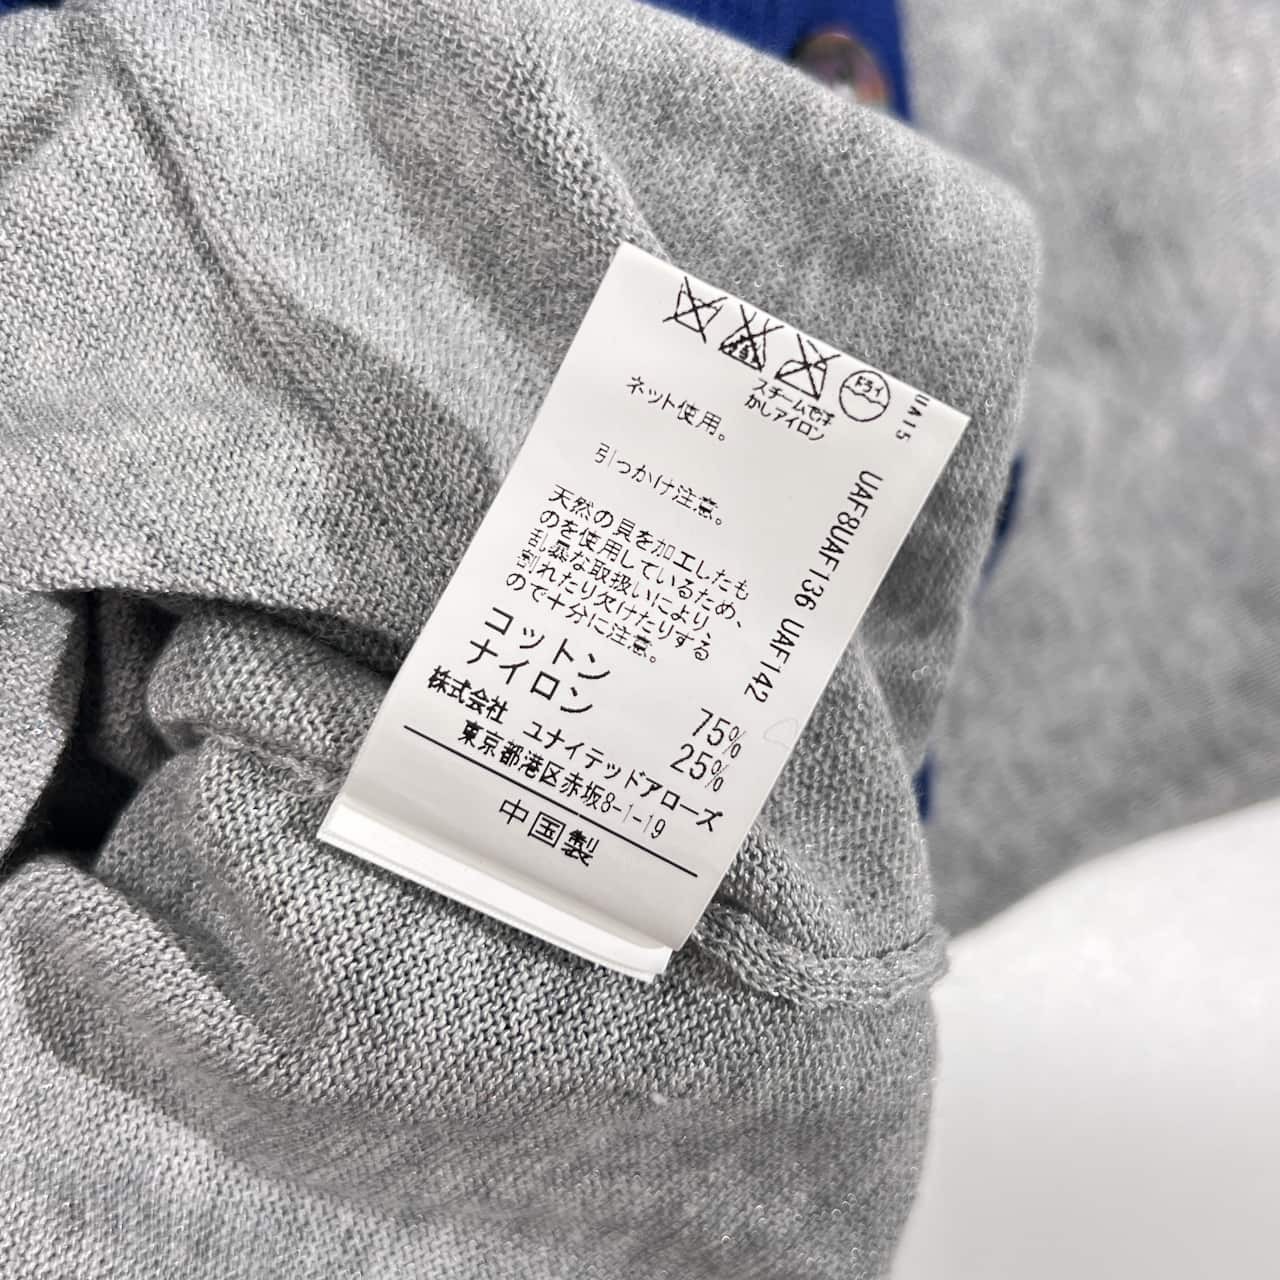 UA15
UAF8UAF136 UAF142
ドライ
スチームで浮
かしアイロン
ネット使用。
引っかけ注意。
天然の貝を加工したも
のを使用しているため、
乱暴な取扱いにより
割れたり欠けたりする
ので十分に注意。
コットン 75%
ナイロン 25%
株式会社 ユナイテッドアローズ
東京都港区赤坂8-1-19
中国製